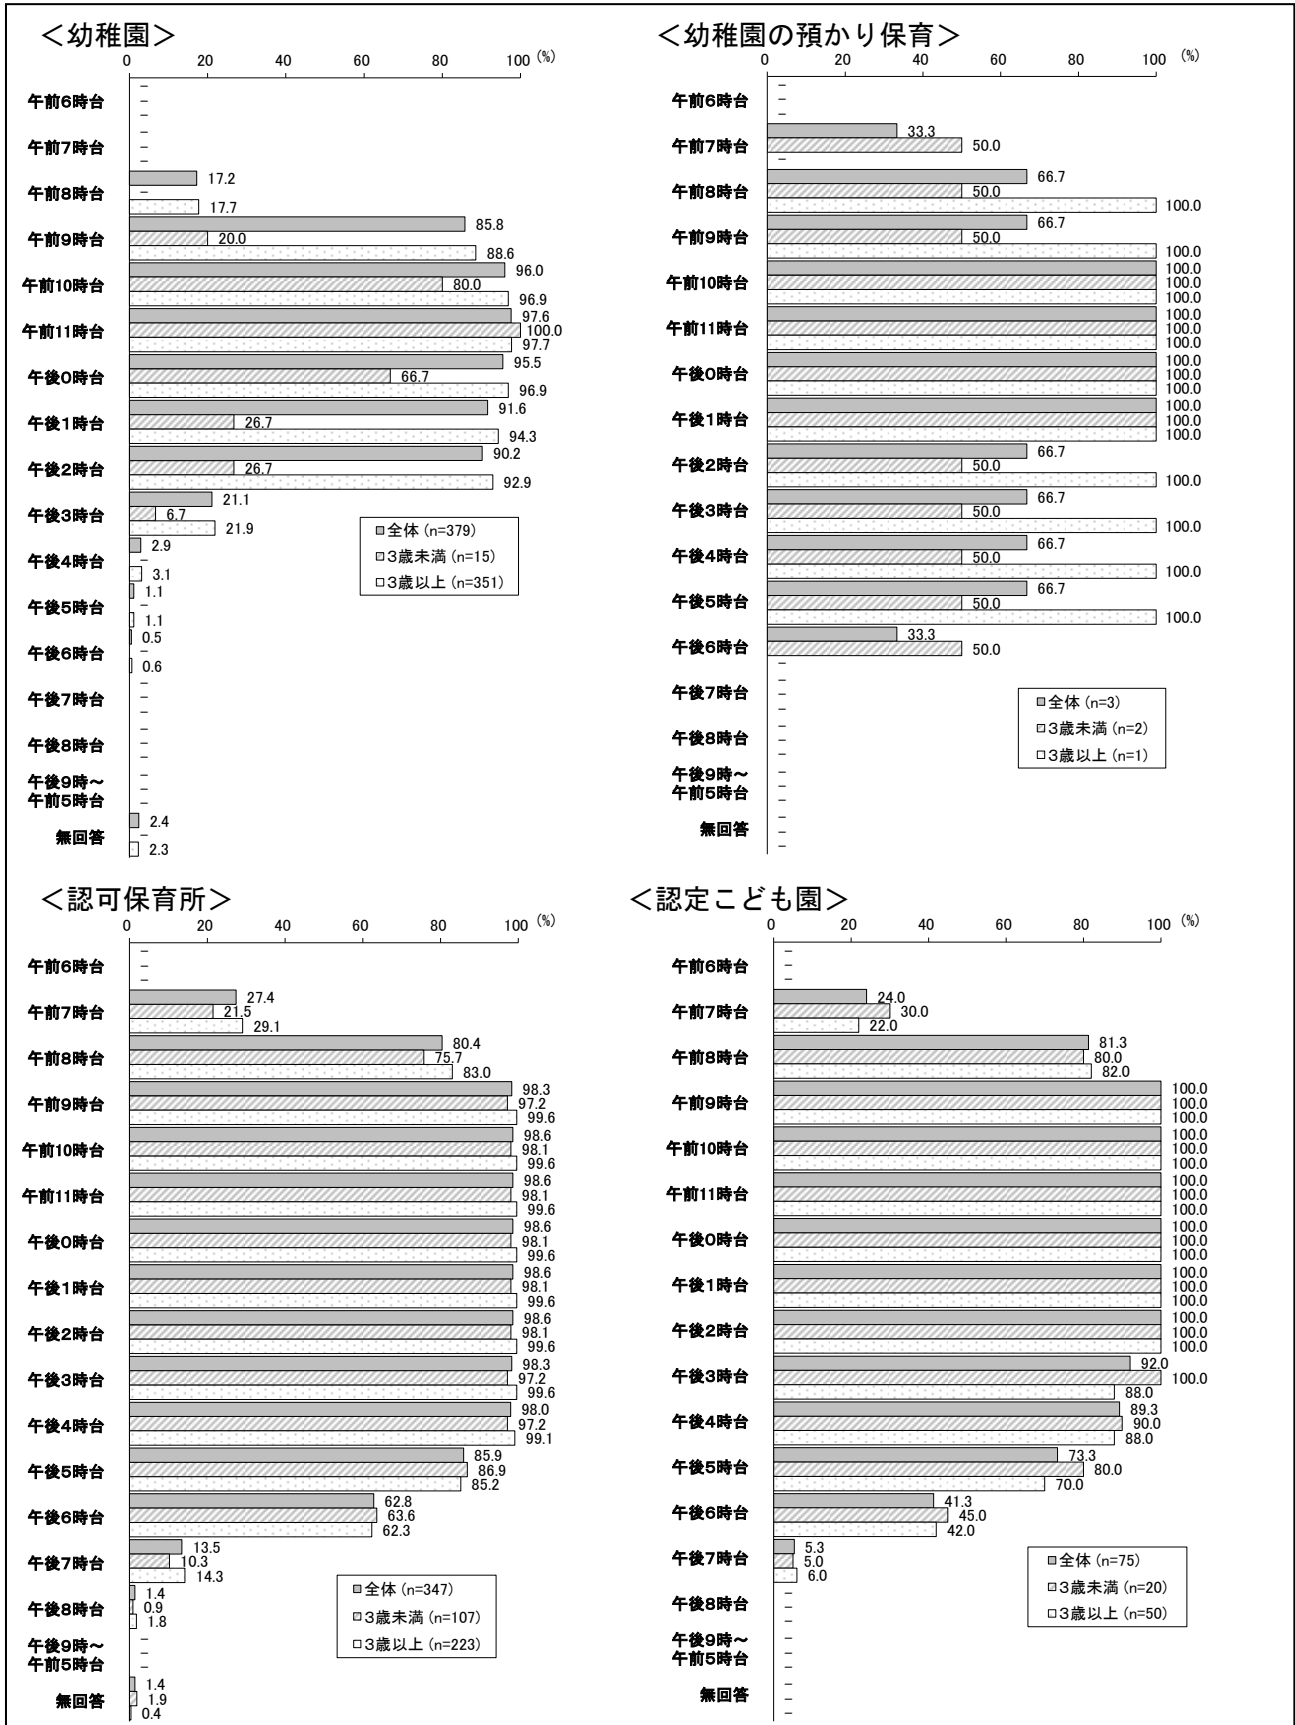 ＜幼稚園＞
0 20 40 60 80 100 (%)
午前6時台 － － －
午前7時台 － － －
午前8時台 17.2 － 17.7
午前9時台 85.8 20.0 88.6
午前10時台 96.0 80.0 96.9
午前11時台 97.6 100.0 97.7
午後0時台 95.5 66.7 96.9
午後1時台 91.6 26.7 94.3
午後2時台 90.2 26.7 92.9
午後3時台 21.1 6.7 21.9
午後4時台 2.9 － 3.1
午後5時台 1.1 － 1.1
午後6時台 0.5 － 0.6
午後7時台 － － －
午後8時台 － － －
午後9時～
午前5時台 － － －
無回答 2.4 － 2.3
全体 (n=379)
3歳未満 (n=15)
3歳以上 (n=351)
＜幼稚園の預かり保育＞
0 20 40 60 80 100 (%)
午前6時台 － － －
午前7時台 33.3 50.0 －
午前8時台 66.7 50.0 100.0
午前9時台 66.7 50.0 100.0
午前10時台 100.0 100.0 100.0
午前11時台 100.0 100.0 100.0
午後0時台 100.0 100.0 100.0
午後1時台 100.0 100.0 100.0
午後2時台 66.7 50.0 100.0
午後3時台 66.7 50.0 100.0
午後4時台 66.7 50.0 100.0
午後5時台 66.7 50.0 100.0
午後6時台 33.3 50.0
午後7時台 － － －
午後8時台 － － －
午後9時～
午前5時台 － － －
無回答 － － －
全体 (n=3)
3歳未満 (n=2)
3歳以上 (n=1)
＜認可保育所＞
0 20 40 60 80 100 (%)
午前6時台 － － －
午前7時台 27.4 21.5 29.1
午前8時台 80.4 75.7 83.0
午前9時台 98.3 97.2 99.6
午前10時台 98.6 98.1 99.6
午前11時台 98.6 98.1 99.6
午後0時台 98.6 98.1 99.6
午後1時台 98.6 98.1 99.6
午後2時台 98.6 98.1 99.6
午後3時台 98.3 97.2 99.6
午後4時台 98.0 97.2 99.1
午後5時台 85.9 86.9 85.2
午後6時台 62.8 63.6 62.3
午後7時台 13.5 10.3 14.3
午後8時台 1.4 0.9 1.8
午後9時～
午前5時台 － － －
無回答 1.4 1.9 0.4
全体 (n=347)
3歳未満 (n=107)
3歳以上 (n=223)
＜認定こども園＞
0 20 40 60 80 100 (%)
午前6時台 － － －
午前7時台 24.0 30.0 22.0
午前8時台 81.3 80.0 82.0
午前9時台 100.0 100.0 100.0
午前10時台 100.0 100.0 100.0
午前11時台 100.0 100.0 100.0
午後0時台 100.0 100.0 100.0
午後1時台 100.0 100.0 100.0
午後2時台 100.0 100.0 100.0
午後3時台 92.0 100.0 88.0
午後4時台 89.3 90.0 88.0
午後5時台 73.3 80.0 70.0
午後6時台 41.3 45.0 42.0
午後7時台 5.3 5.0 6.0
午後8時台 － － －
午後9時～
午前5時台 － － －
無回答 － － －
全体 (n=75)
3歳未満 (n=20)
3歳以上 (n=50)